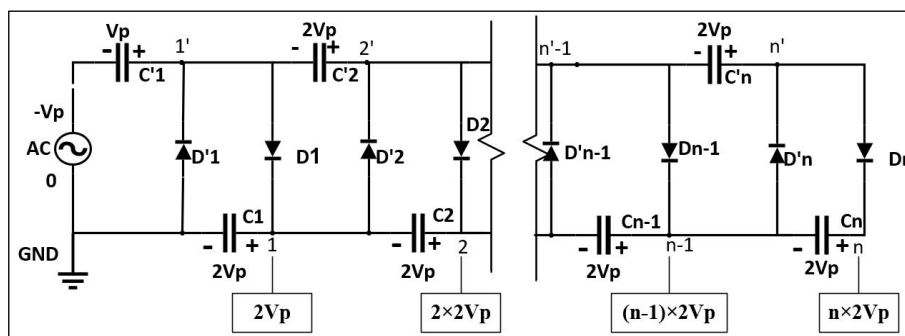 Vp
- +
1'
2Vp
- +
2'
n'-1
2Vp
- +
n'
C'1
C'2
C'n
-Vp
AC
0
D'1
D1
D'2
D2
D'n-1
Dn-1
D'n
Dn
C1
C2
Cn-1
Cn
GND
- +
1
- +
2
- +
n-1
- +
n
2Vp
2Vp
2Vp
2Vp
2Vp
2×2Vp
(n-1)×2Vp
n×2Vp